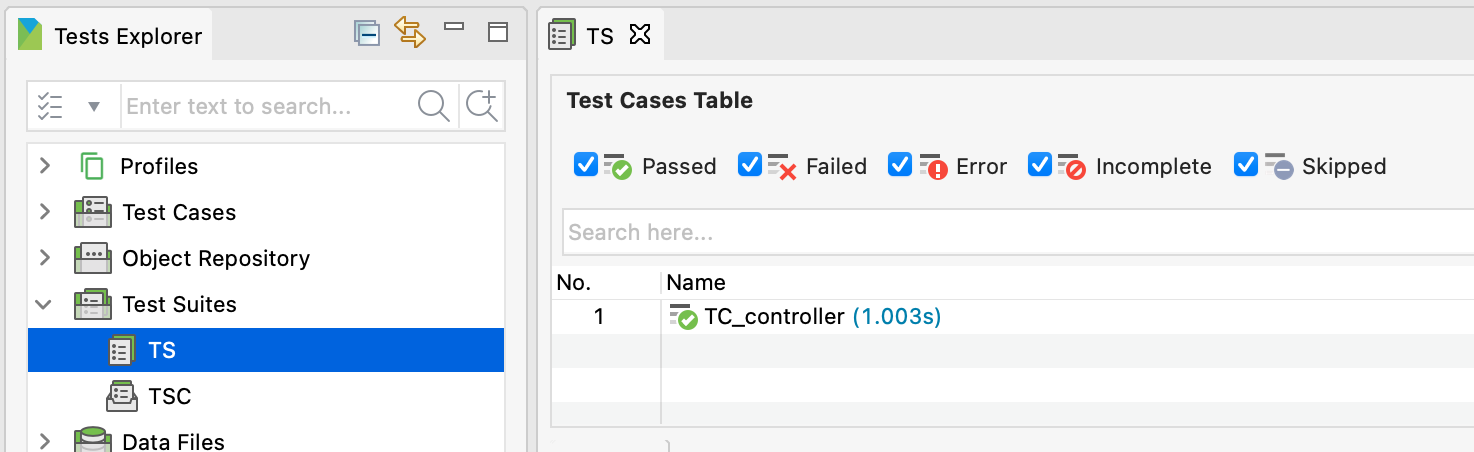 Tests Explorer
Enter text to search...
Profiles
Test Cases
Object Repository
Test Suites
TS
TSC
Data Files
TS
Test Cases Table
Passed Failed Error Incomplete Skipped
Search here...
No. Name
1 TC_controller (1.003s)